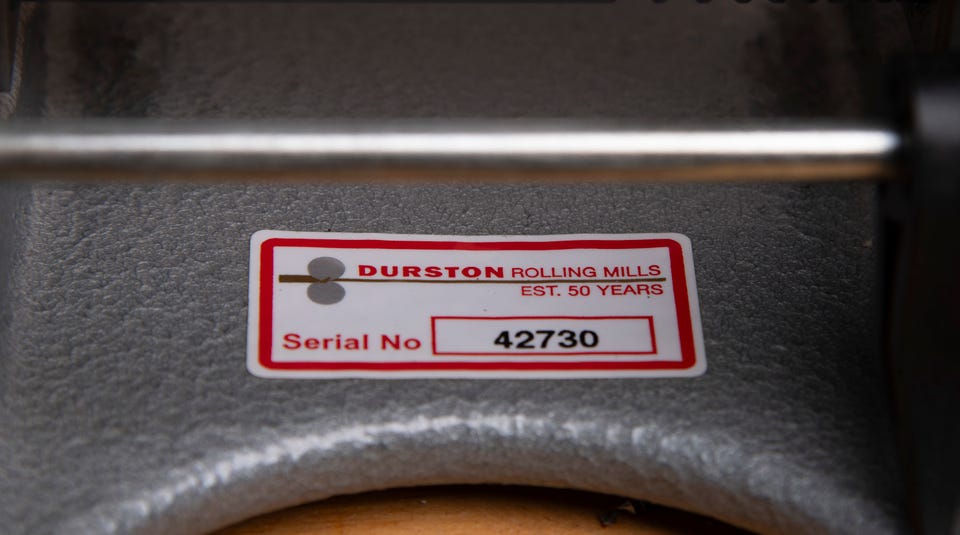 DURSTON ROLLING MILLS
EST. 50 YEARS
Serial No 42730